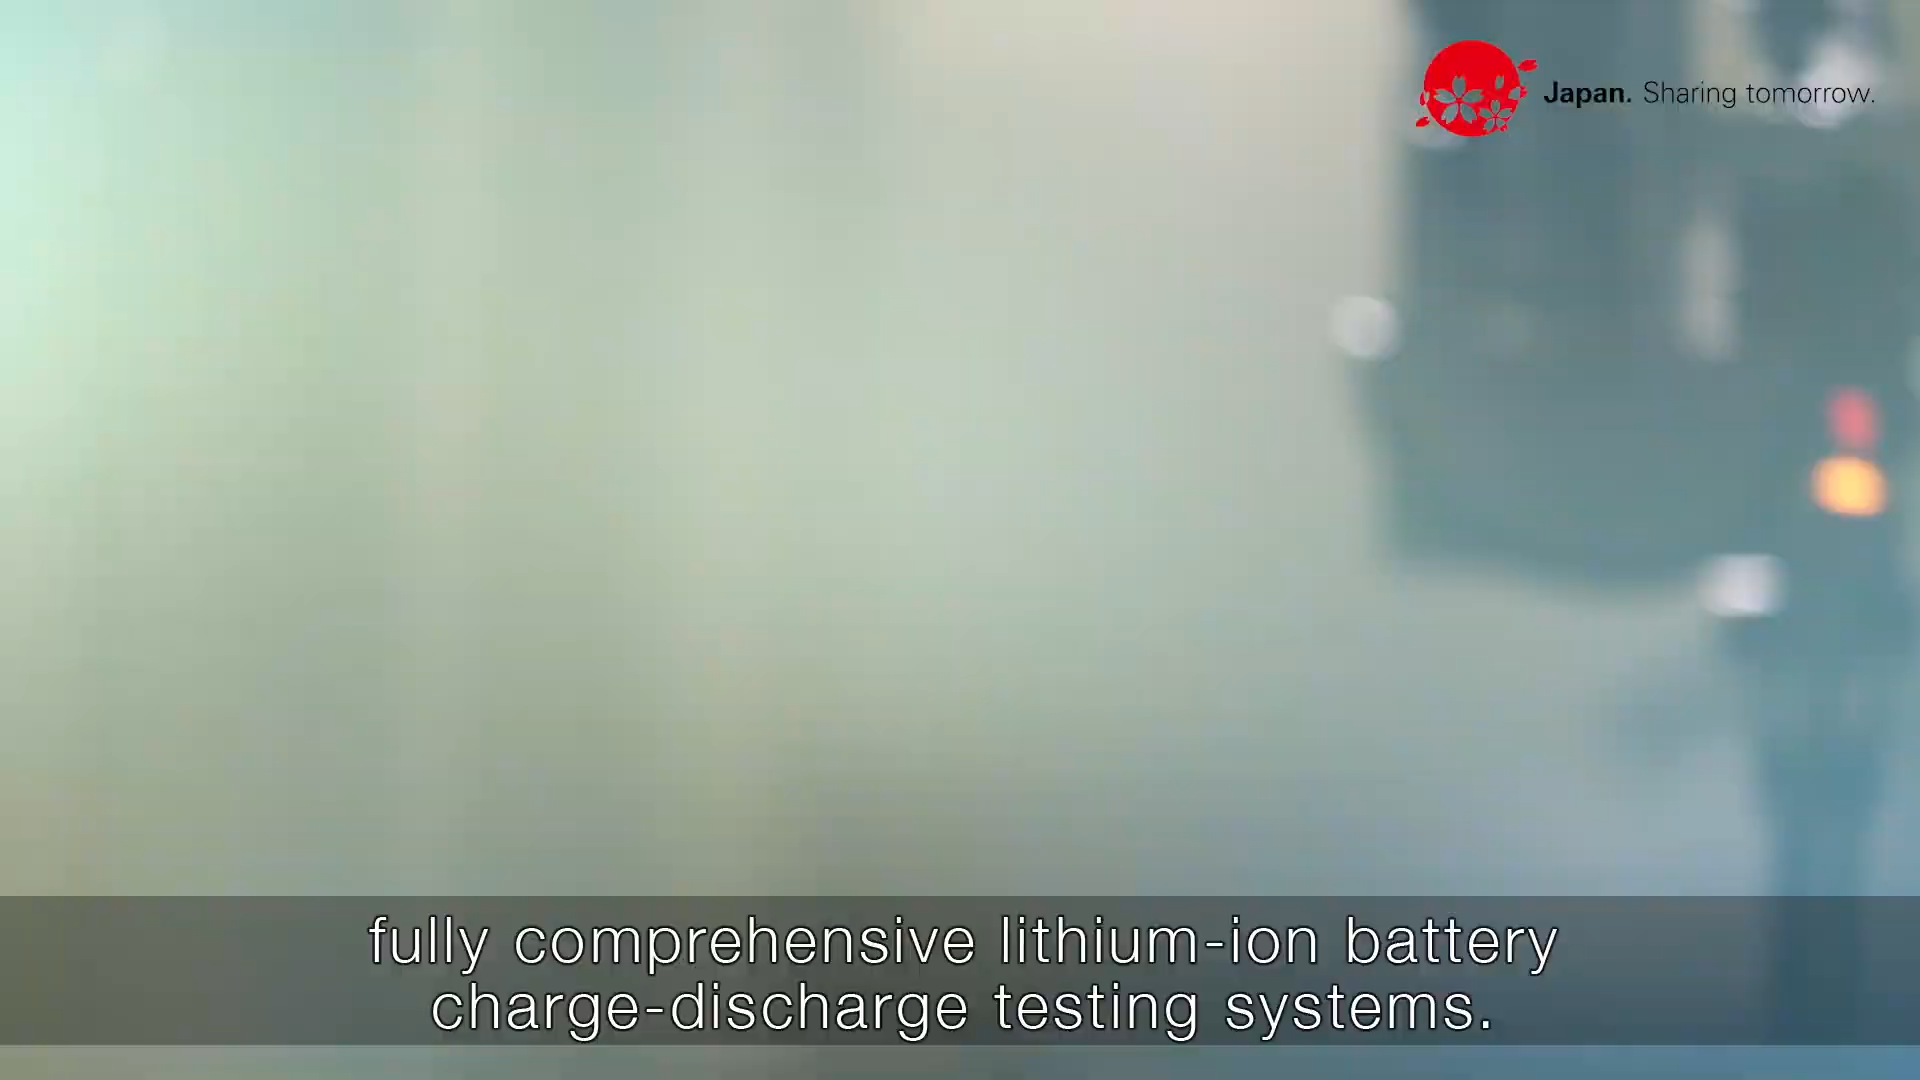 Japan. Sharing tomorrow.
fully comprehensive lithium-ion battery
charge-discharge testing systems.